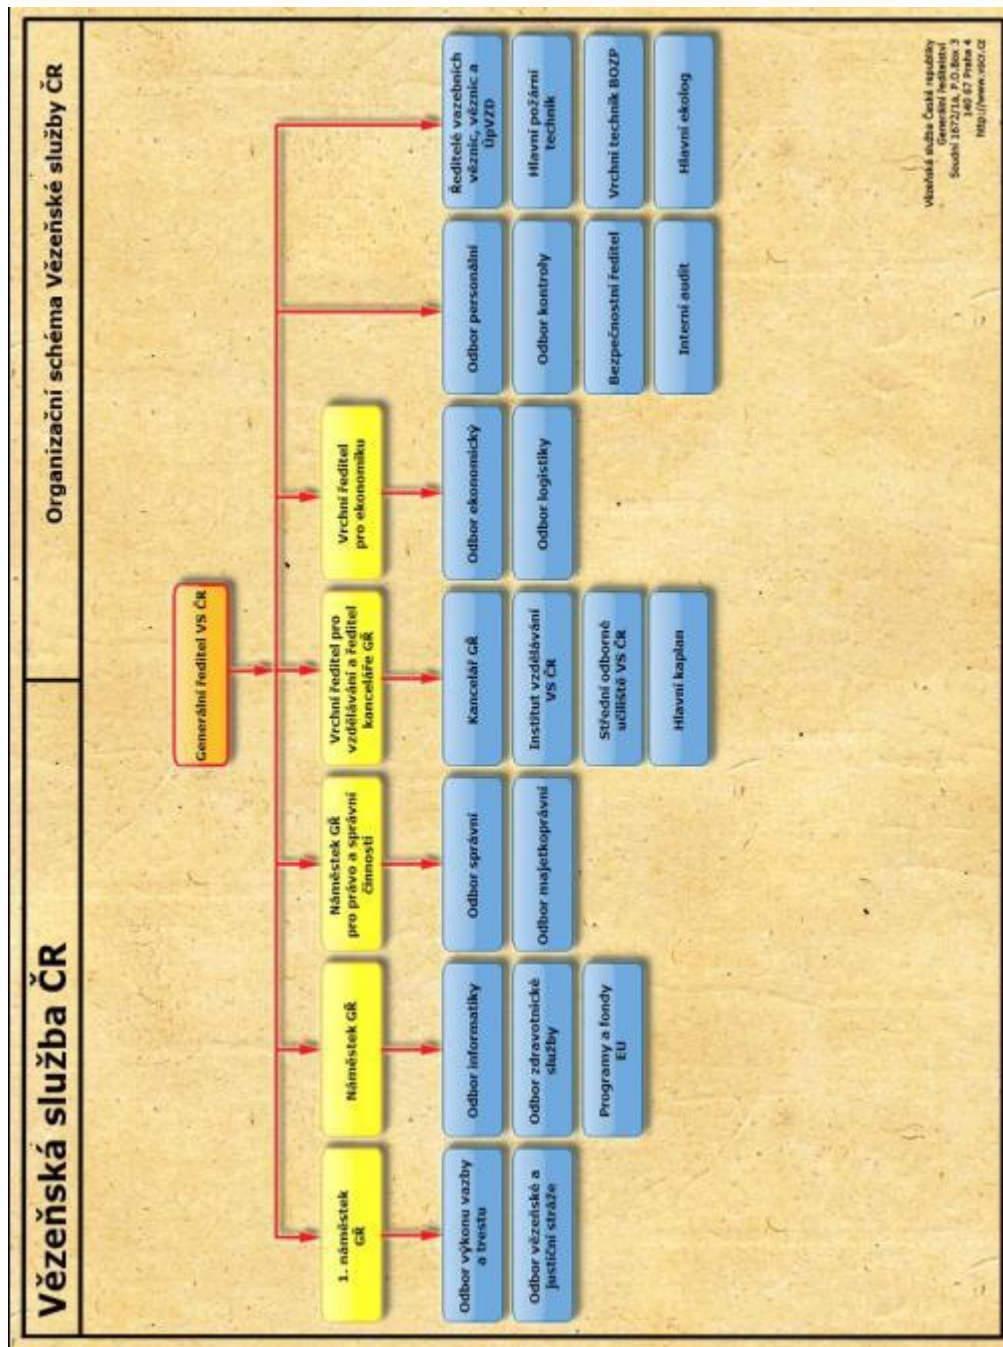 Vězeňská služba ČR
Organizační schéma Vězeňské služby ČR
Generální ředitel VS ČR
1. náměstek
GŘ
Náměstek GŘ
Náměstek GŘ
pro právo a správní
činnosti
Vrchní ředitel pro
vzdělávání a ředitel
kanceláře GŘ
Vrchní ředitel
pro ekonomiku
Odbor výkonu vazby
a trestu
Odbor vězeňské a
justiční stráže
Odbor informatiky
Odbor zdravotnické
služby
Programy a fondy
EU
Odbor správní
Odbor majetkoprávní
Kancelář GŘ
Institut vzdělávání
VS ČR
Střední odborné
učiliště VS ČR
Hlavní kaplan
Odbor ekonomický
Odbor logistiky
Odbor personální
Odbor kontroly
Bezpečnostní ředitel
Interní audit
Ředitelé vazebních
věznic, věznic a
ÚpVZD
Hlavní požární
technik
Vrchní technik BOZP
Hlavní ekolog
Vězeňská služba České republiky
Generální ředitelství
Soudní 1672/1a, P.O.Box 3
140 67 Praha 4
http://www.vscr.cz